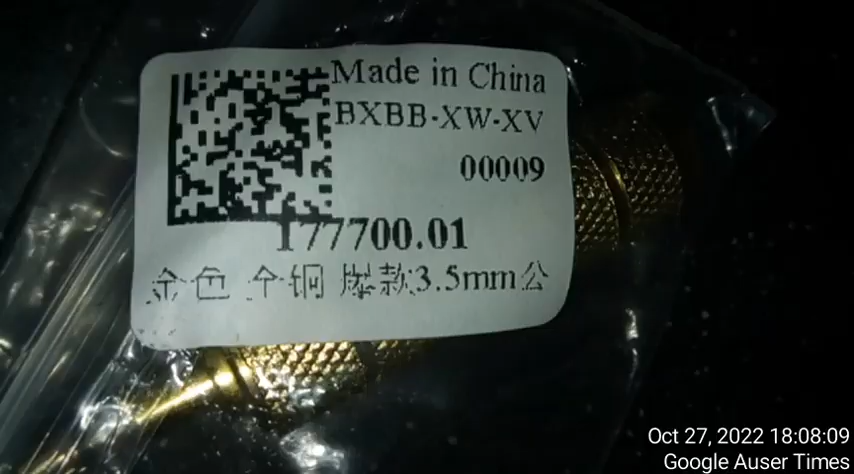 Made in China
BXBB-XW-XV
00009
177700.01
金色 全铜 爆款3.5mm公
Oct 27, 2022 18:08:09
Google Auser Times